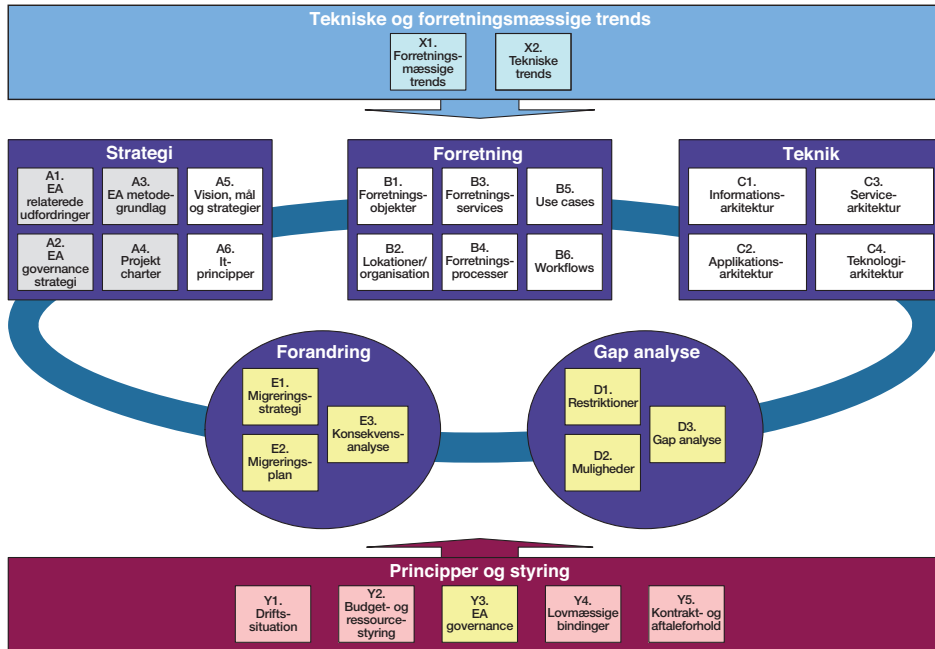 Tekniske og forretningsmæssige trends
X1.
Forretnings-
mæssige
trends
X2.
Tekniske
trends
Strategi
A1.
EA
relaterede
udfordringer
A3.
EA metode-
grundlag
A5.
Vision, mål
og strategier
A2.
EA
governance
strategi
A4.
Projekt
charter
A6.
It-
principper
Forretning
B1.
Forretnings-
objekter
B3.
Forretnings-
services
B5.
Use cases
B2.
Lokationer/
organisation
B4.
Forretnings-
processer
B6.
Workflows
Teknik
C1.
Informations-
arkitektur
C3.
Service-
arkitektur
C2.
Applikations-
arkitektur
C4.
Teknologi-
arkitektur
Forandring
E1.
Migrerings-
strategi
E3.
Konsekvens-
analyse
E2.
Migrerings-
plan
Gap analyse
D1.
Restriktioner
D3.
Gap analyse
D2.
Muligheder
Principper og styring
Y1.
Drifts-
situation
Y2.
Budget- og
ressource-
styring
Y3.
EA
governance
Y4.
Lovmæssige
bindinger
Y5.
Kontrakt- og
aftaleforhold